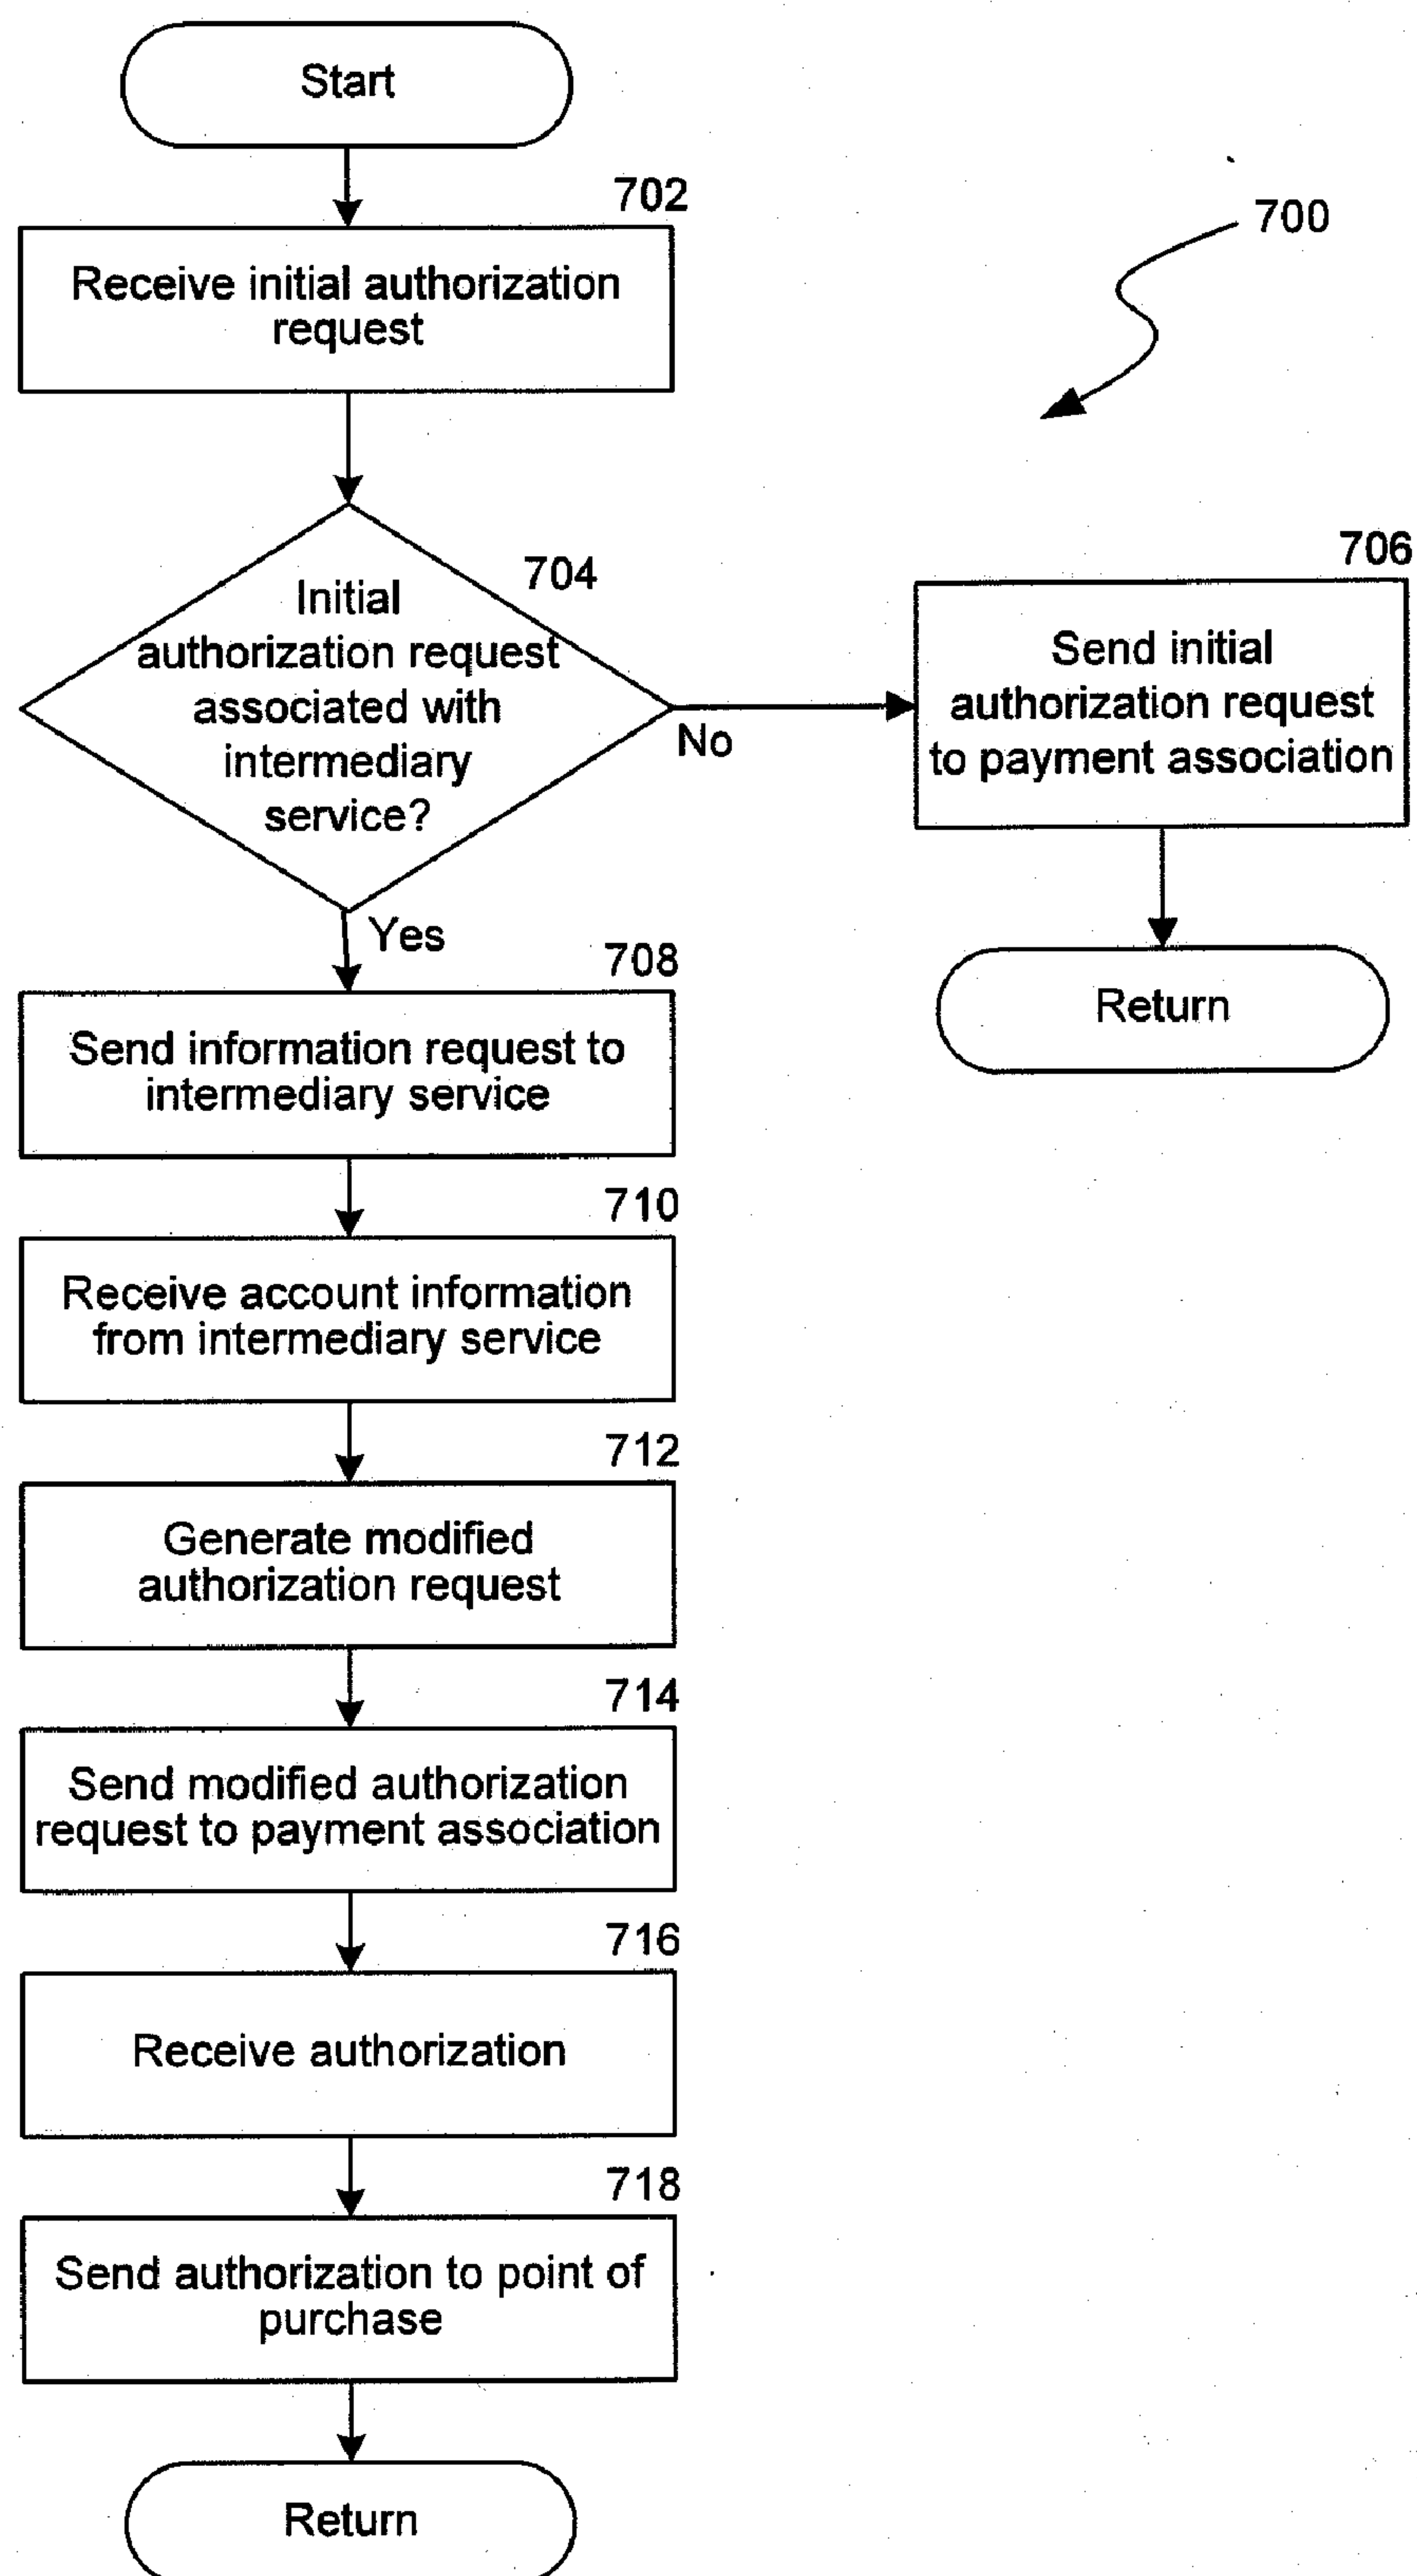 Start
702
Receive initial authorization
request
700
704
Initial
authorization request
associated with
intermediary
service?
No
706
Send initial
authorization request
to payment association
Return
Yes
708
Send information request to
intermediary service
710
Receive account information
from intermediary service
712
Generate modified
authorization request
714
Send modified authorization
request to payment association
716
Receive authorization
718
Send authorization to point of
purchase
Return